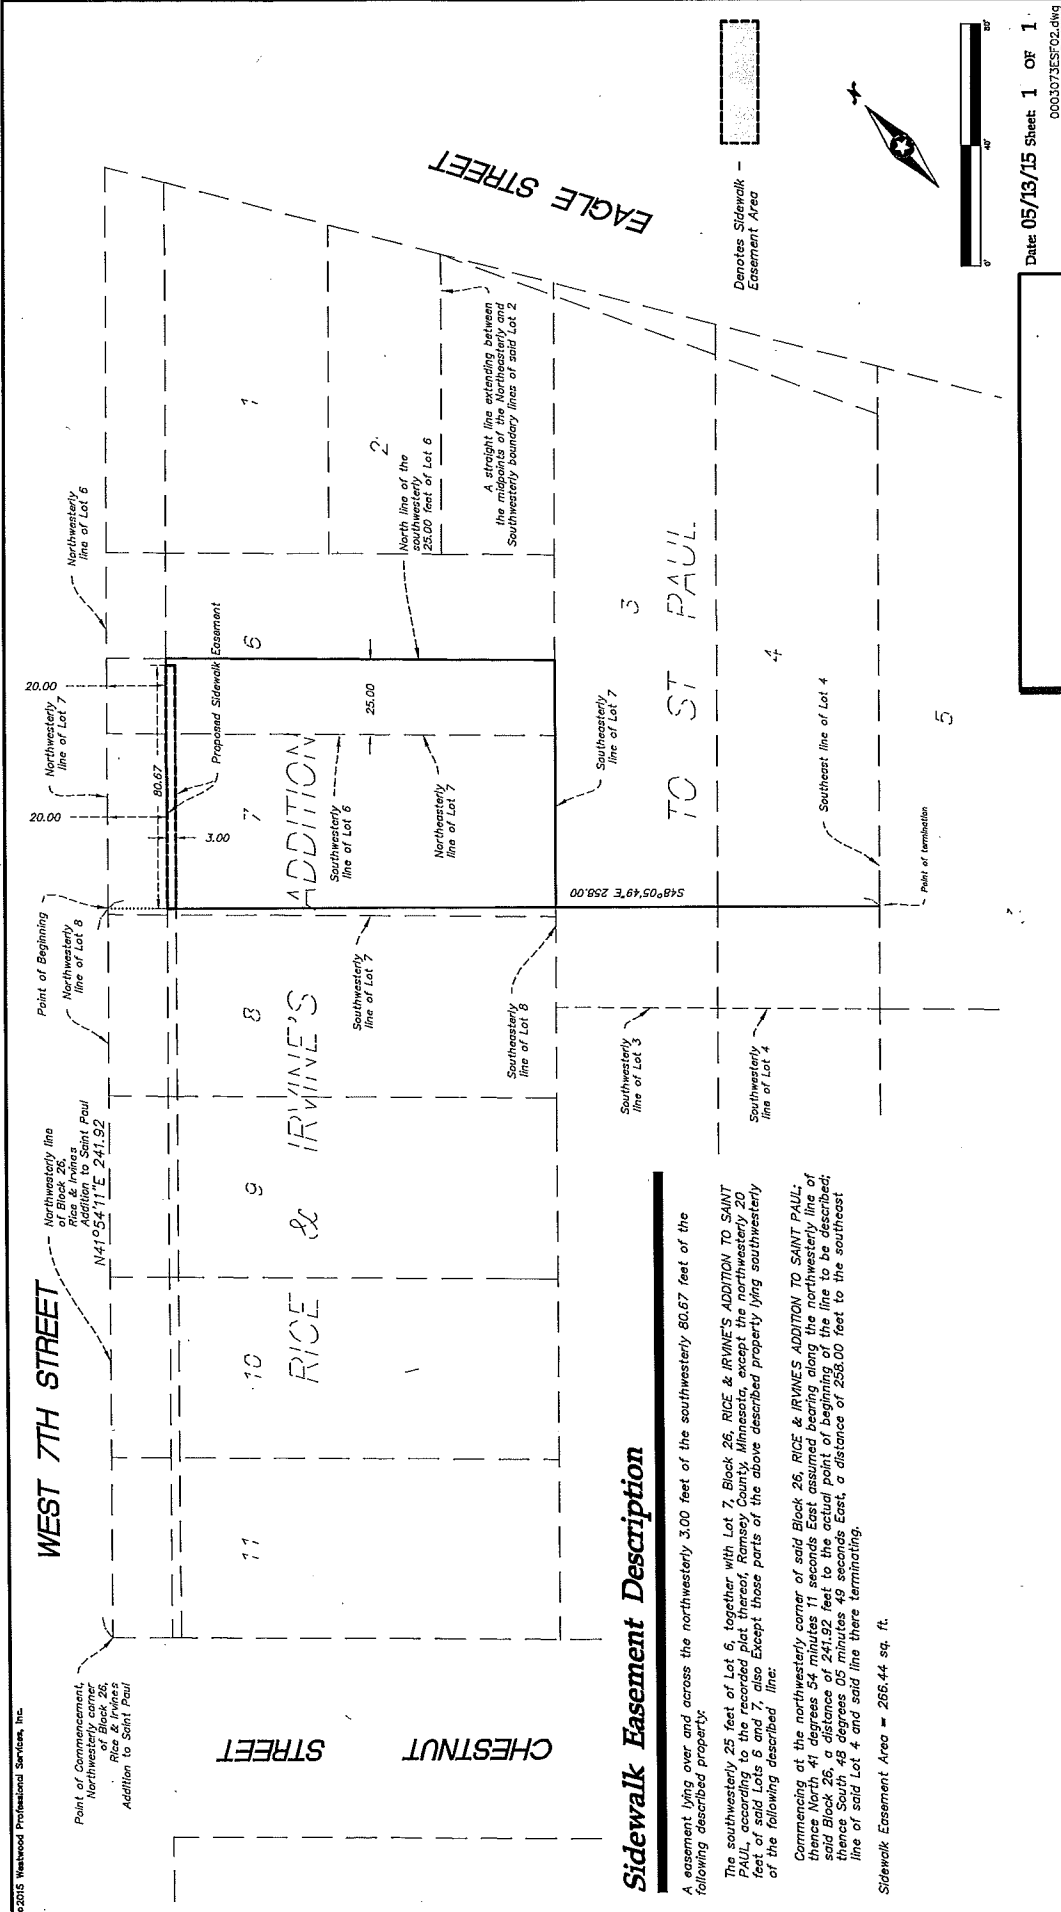 ©2015 Westwood Professional Services, Inc.
WEST 7TH STREET
Point of Commencement,
Northwesterly corner
of Block 26,
Rice & Irvines
Addition to Saint Paul
Northwesterly line
of Block 26,
Rice & Irvines
Addition to Saint Paul
N41°54'11"E 241.92
Point of Beginning
Northwesterly
line of Lot 8
20.00
Northwesterly
line of Lot 7
20.00
Northwesterly
line of Lot 6
80.67
3.00
Proposed Sidewalk Easement
11
10
9
8
7
6
1
2
RICE & IRVINE'S ADDITION
Southwesterly
line of Lot 7
Southwesterly
line of Lot 6
Northeasterly
line of Lot 7
25.00
North line of the
southwesterly
25.00 feet of Lot 6
A straight line extending between
the midpoints of the Northeasterly and
Southwesterly boundary lines of said Lot 2
EAGLE STREET
CHESTNUT
STREET
Southeasterly
line of Lot 8
Southeasterly
line of Lot 7
S48°05'49"E 258.00
3
TO ST PAUL
4
5
Southwesterly
line of Lot 3
Southwesterly
line of Lot 4
Southeast line of Lot 4
Point of termination
Denotes Sidewalk -
Easement Area
0'
40'
80'
Sidewalk Easement Description
A easement lying over and across the northwesterly 3.00 feet of the southwesterly 80.67 feet of the
following described property:
The southwesterly 25 feet of Lot 6, together with Lot 7, Block 26, RICE & IRVINE'S ADDITION TO SAINT
PAUL, according to the recorded plat thereof, Ramsey County, Minnesota, except the northwesterly 20
feet of said Lots 6 and 7, also Except those parts of the above described property lying southwesterly
of the following described line:
Commencing at the northwesterly corner of said Block 26, RICE & IRVINES ADDITION TO SAINT PAUL;
thence North 41 degrees 54 minutes 11 seconds East assumed bearing along the northwesterly line of
said Block 26, a distance of 241.92 feet to the actual point of beginning of the line to be described;
thence South 48 degrees 05 minutes 49 seconds East, a distance of 258.00 feet to the southeast
line of said Lot 4 and said line there terminating.
Sidewalk Easement Area = 266.44 sq. ft.
Date: 05/13/15 Sheet: 1 OF 1
0003073ESF02.dwg